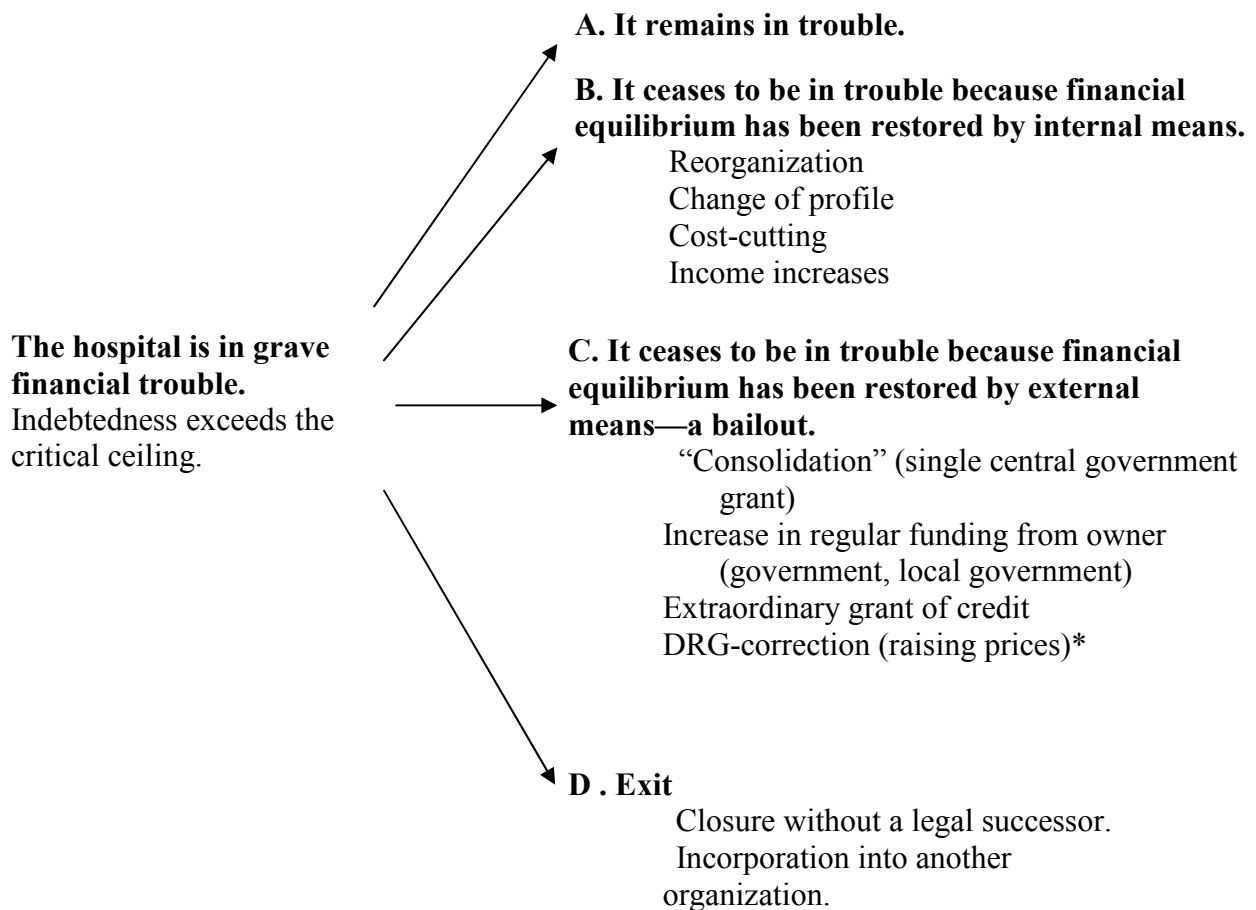 A. It remains in trouble.
B. It ceases to be in trouble because financial
equilibrium has been restored by internal means.
Reorganization
Change of profile
Cost-cutting
Income increases
The hospital is in grave
financial trouble.
Indebtedness exceeds the
critical ceiling.
C. It ceases to be in trouble because financial
equilibrium has been restored by external
means—a bailout.
“Consolidation” (single central government
grant)
Increase in regular funding from owner
(government, local government)
Extraordinary grant of credit
DRG-correction (raising prices)*
D . Exit
Closure without a legal successor.
Incorporation into another
organization.